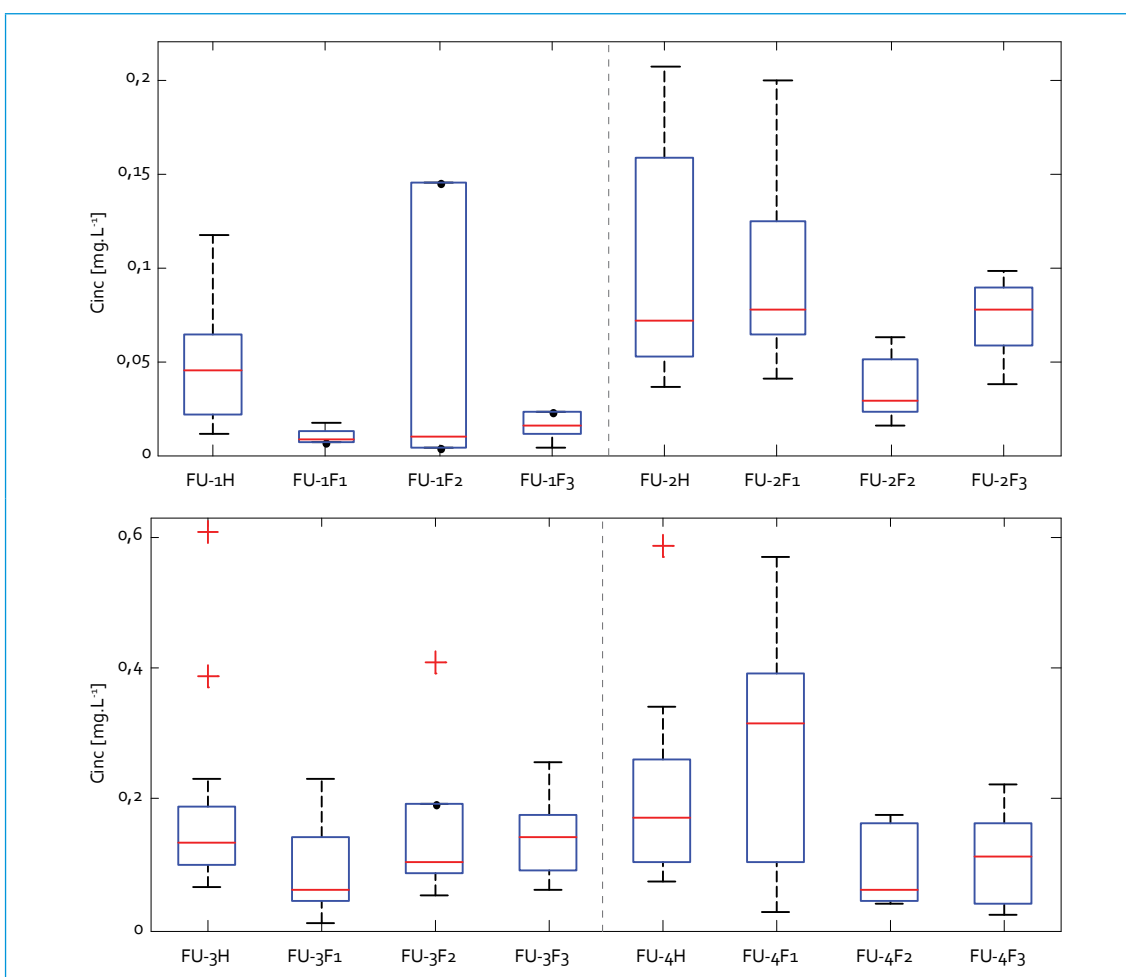 0,2
0,15
0,1
0,05
0
Cinc [mg.L⁻¹]
FU-1H FU-1F1 FU-1F2 FU-1F3 FU-2H FU-2F1 FU-2F2 FU-2F3
0,6
0,4
0,2
0
Cinc [mg.L⁻¹]
FU-3H FU-3F1 FU-3F2 FU-3F3 FU-4H FU-4F1 FU-4F2 FU-4F3